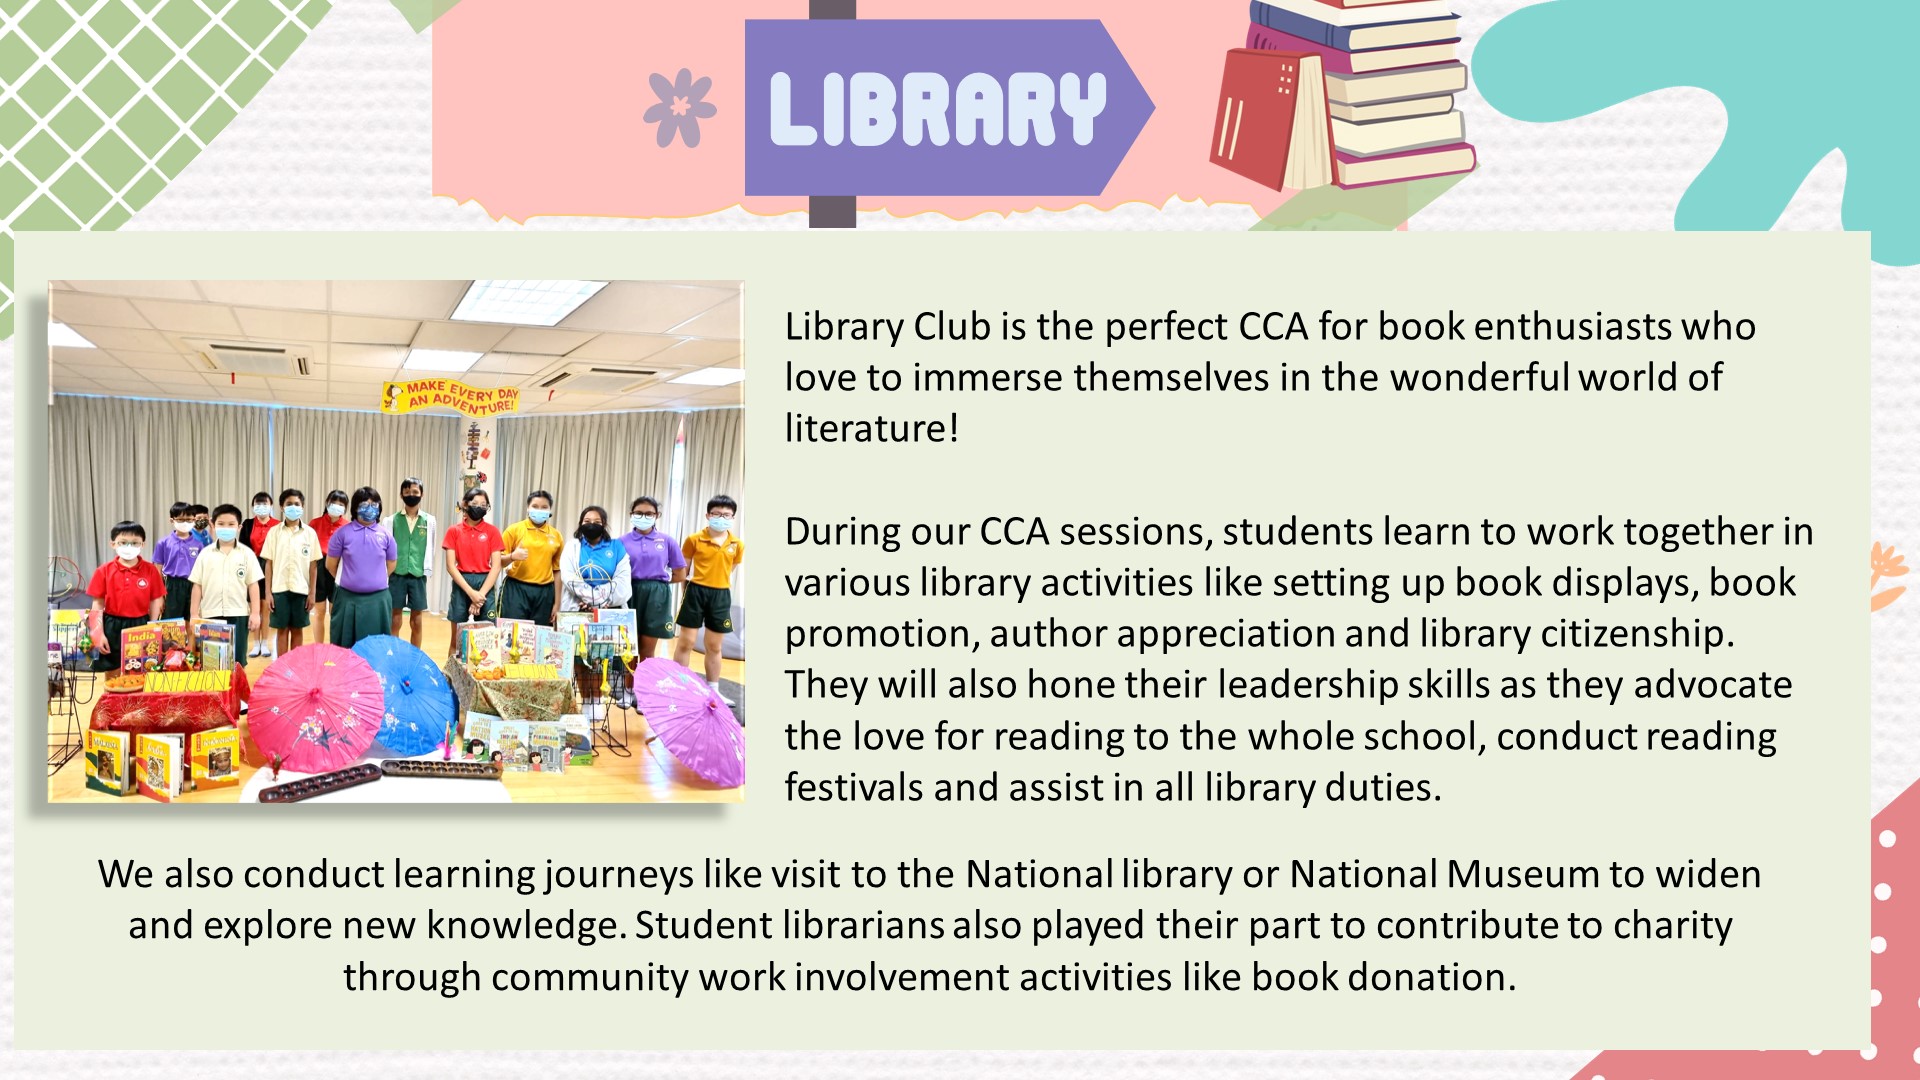 LIBRARY
MAKE EVERY DAY
AN ADVENTURE!
Library Club is the perfect CCA for book enthusiasts who
love to immerse themselves in the wonderful world of
literature!
During our CCA sessions, students learn to work together in
various library activities like setting up book displays, book
promotion, author appreciation and library citizenship.
They will also hone their leadership skills as they advocate
the love for reading to the whole school, conduct reading
festivals and assist in all library duties.
India
NONFICTION
We also conduct learning journeys like visit to the National library or National Museum to widen
and explore new knowledge. Student librarians also played their part to contribute to charity
through community work involvement activities like book donation.